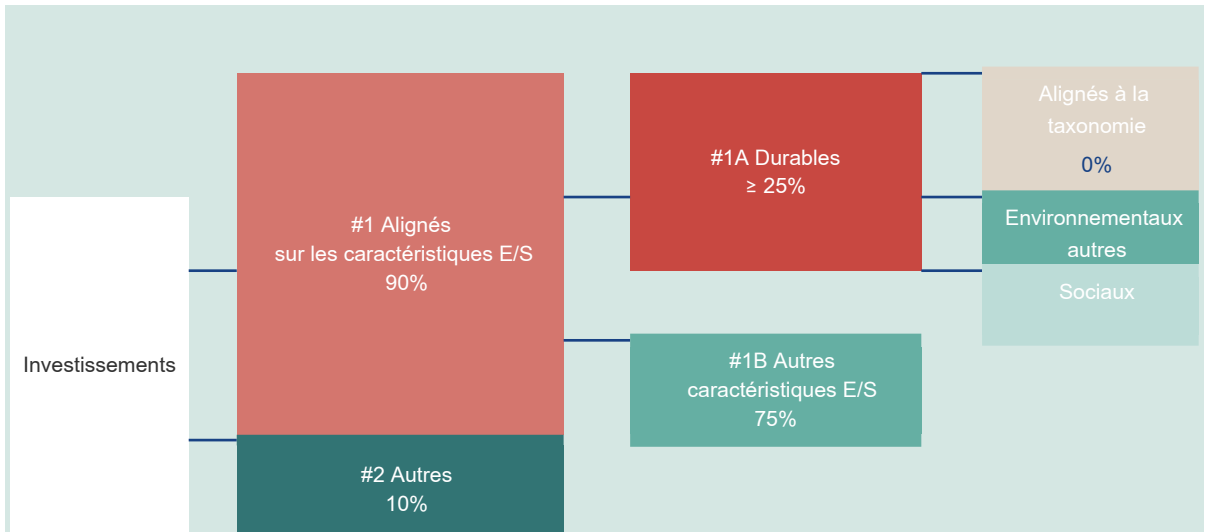 Investissements
#1 Alignés
sur les caractéristiques E/S
90%
#2 Autres
10%
#1A Durables
≥ 25%
#1B Autres
caractéristiques E/S
75%
Alignés à la
taxonomie
0%
Environnementaux
autres
Sociaux